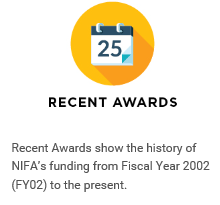 25
RECENT AWARDS
Recent Awards show the history of
NIFA's funding from Fiscal Year 2002
(FY02) to the present.